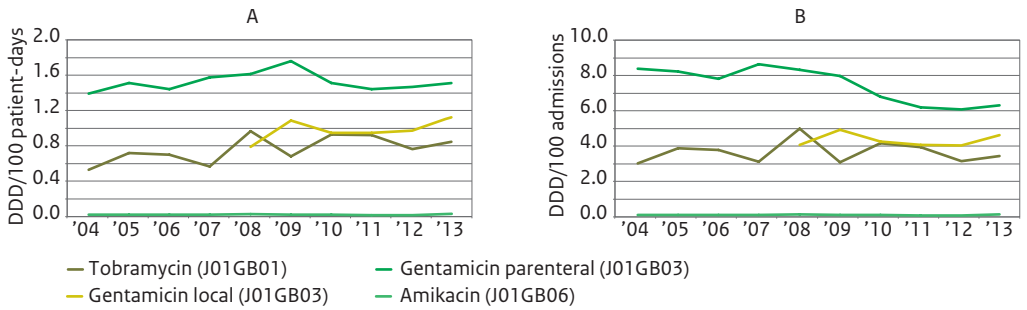 A
DDD/100 patient-days
2.0
1.6
1.2
0.8
0.4
0.0
’04 ’05 ’06 ’07 ’08 ’09 ’10 ’11 ’12 ’13
B
DDD/100 admissions
10.0
8.0
6.0
4.0
2.0
0.0
’04 ’05 ’06 ’07 ’08 ’09 ’10 ’11 ’12 ’13
Tobramycin (J01GB01)
Gentamicin parenteral (J01GB03)
Gentamicin local (J01GB03)
Amikacin (J01GB06)